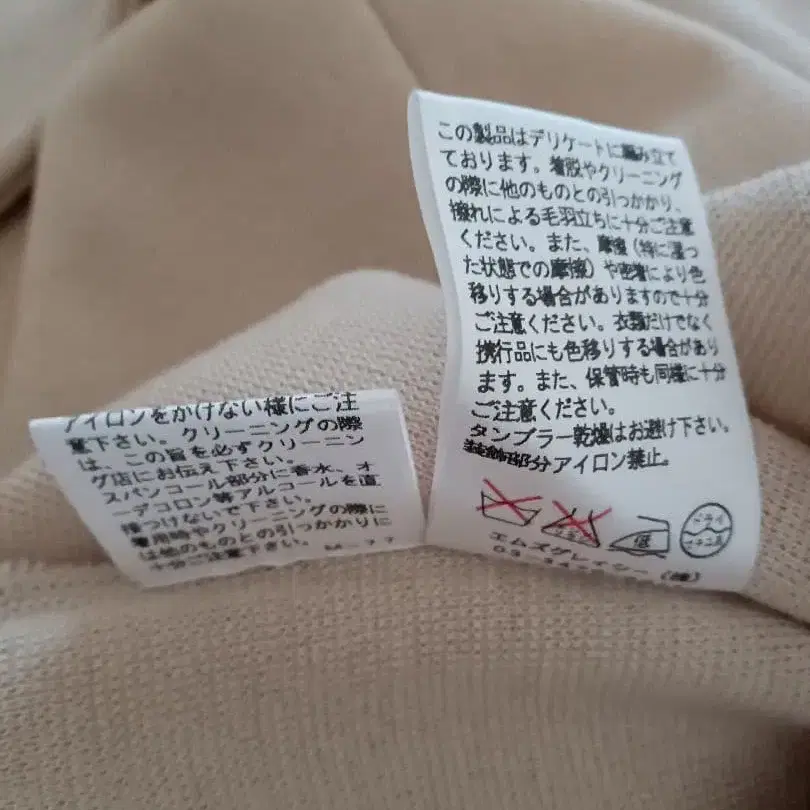 この製品はデリケートに編み立て
ております。着脱やクリーニング
の際に他のものとの引っかかり、
擦れによる毛羽立ちに十分ご注意
ください。また、摩擦(特に湿っ
た状態での摩擦)や密着により色
移りする場合がありますので十分
ご注意ください。衣類だけでなく
携行品にも色移りする場合があり
ます。また、保管時も同様に十分
ご注意ください。
タンブラー乾燥はお避け下さい。
部分アイロン禁止。
低
ドライ
エムズグレイシー(株)
03
アイロンをかけない様にご注
意下さい。クリーニングの際
は、この旨を必ずクリーニン
グ店にお伝え下さい。
スパンコール部分に香水、オ
ーデコロン等アルコールを直
接つけないで下さい。
着用時やクリーニングの際に
は他のものとの引っかかりに
十分ご注意下さい。
M-77